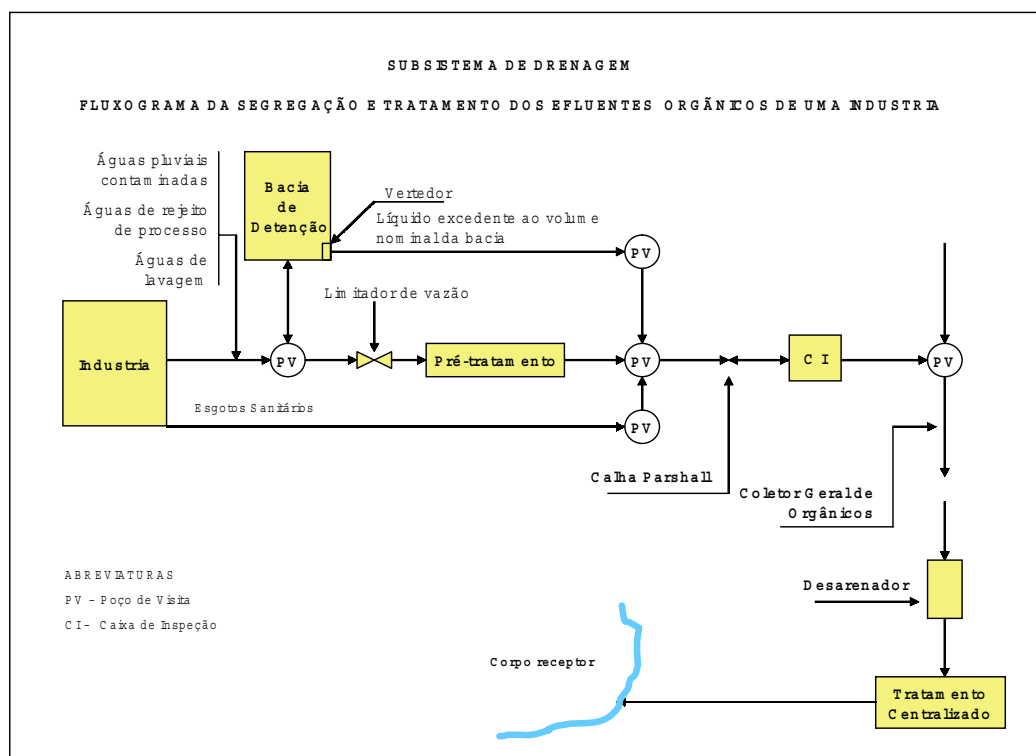 SUBSISTEMA DE DRENAGEM
FLUXOGRAMA DA SEGREGAÇÃO E TRATAMENTO DOS EFLUENTES ORGÃNICOS DE UMA INDUSTRIA
Águas pluviais
contaminadas
Águas de rejeito
de processo
Águas de
lavagem
Bacia
de
Detenção
Vertedor
Líquido excedente ao volume
nominal da bacia
PV
Limitador de vazão
Industria
PV
Pré-tratamento
PV
CI
PV
Esgotos Sanitários
PV
Calha Parshall
Coletor Geral de
Orgânicos
ABREVIATURAS
PV - Poço de Visita
CI - Caixa de Inspeção
Desarenador
Corpo receptor
Tratamento
Centralizado